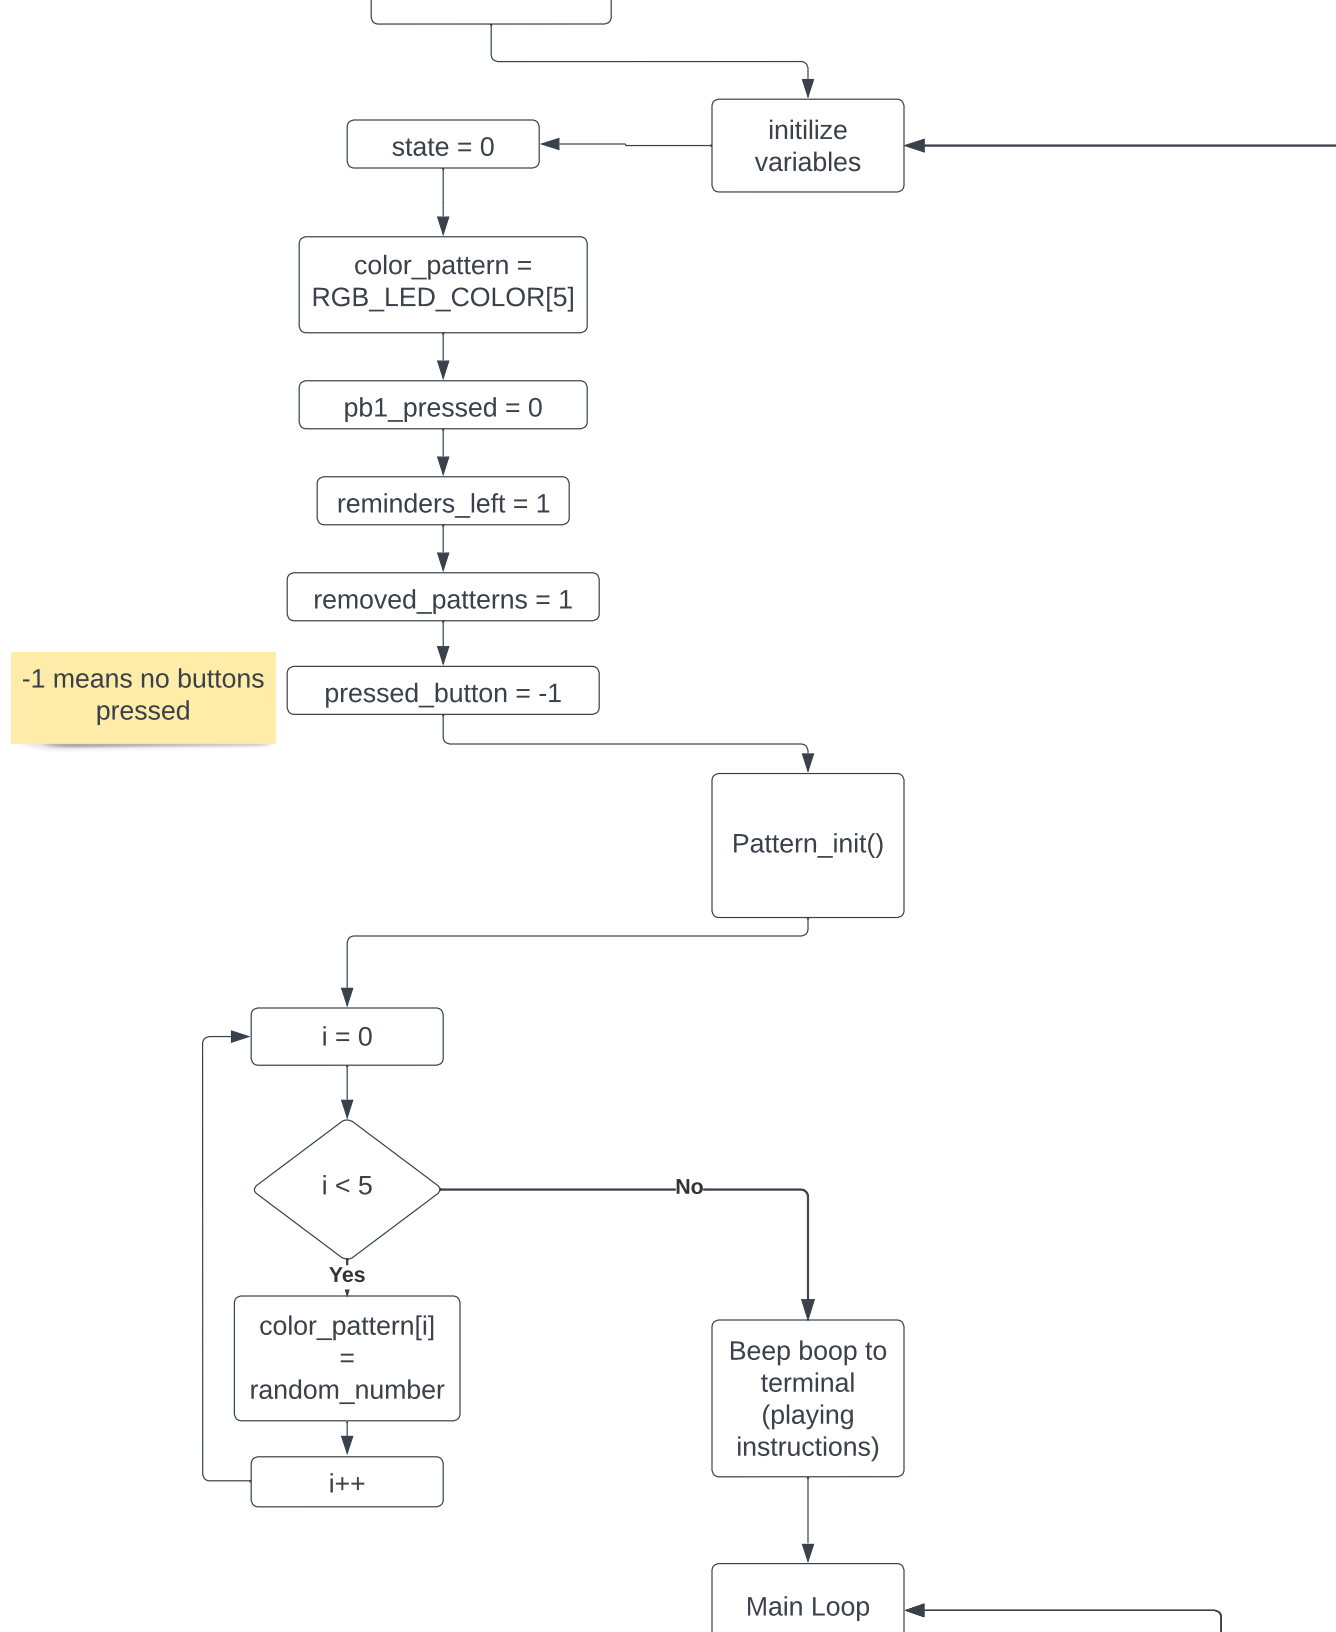 initilize
variables
state = 0
color_pattern =
RGB_LED_COLOR[5]
pb1_pressed = 0
reminders_left = 1
removed_patterns = 1
-1 means no buttons
pressed
pressed_button = -1
Pattern_init()
i = 0
i < 5
No
Yes
color_pattern[i]
=
random_number
i++
Beep boop to
terminal
(playing
instructions)
Main Loop